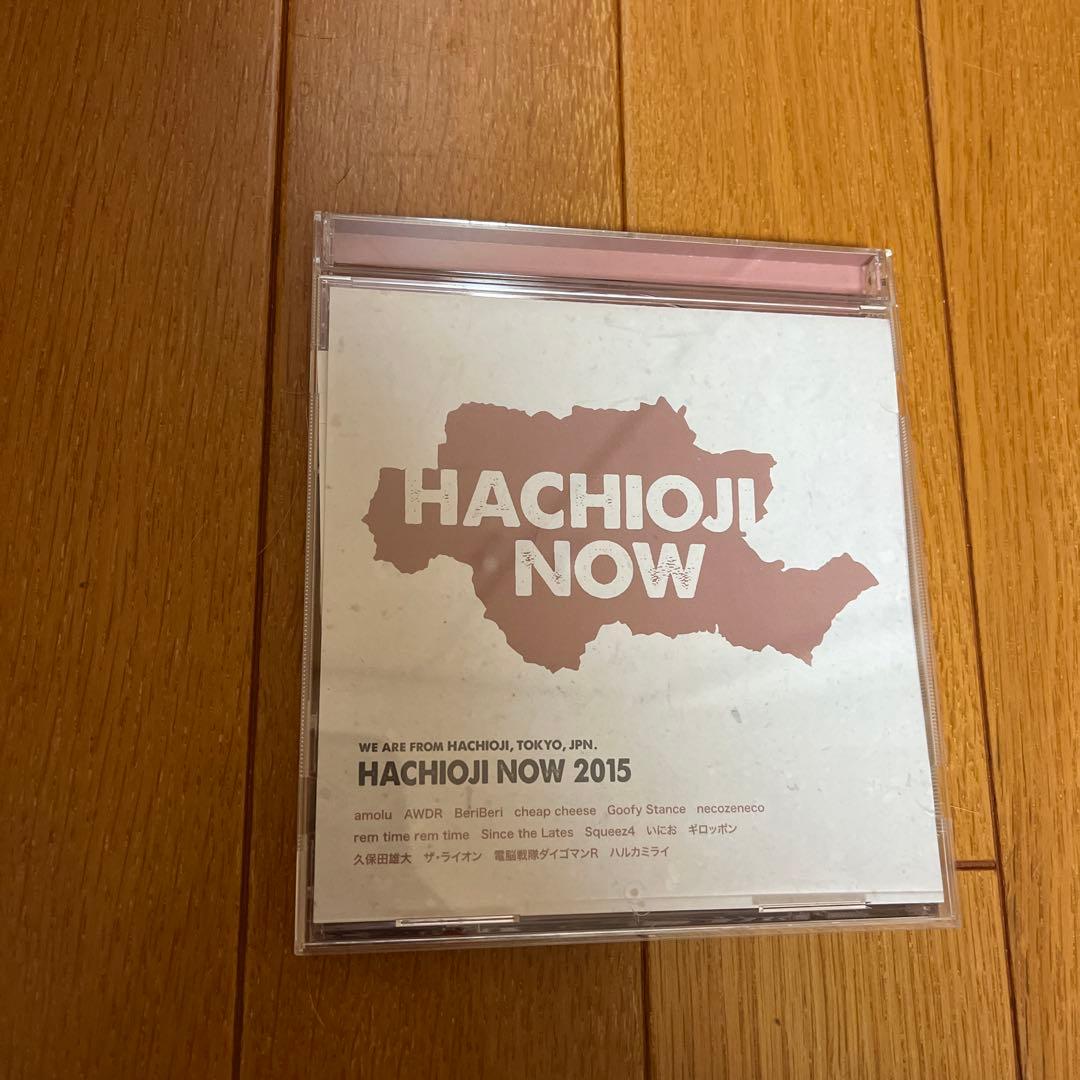 HACHIOJI
NOW
WE ARE FROM HACHIOJI, TOKYO, JPN.
HACHIOJI NOW 2015
amolu AWDR BeriBeri cheap cheese Goofy Stance necozeneco
rem time rem time Since the Lates Squeez4 いにお ギロッポン
久保田雄大 ザ・ライオン 電脳戦隊ダイゴマンR ハルカミライ